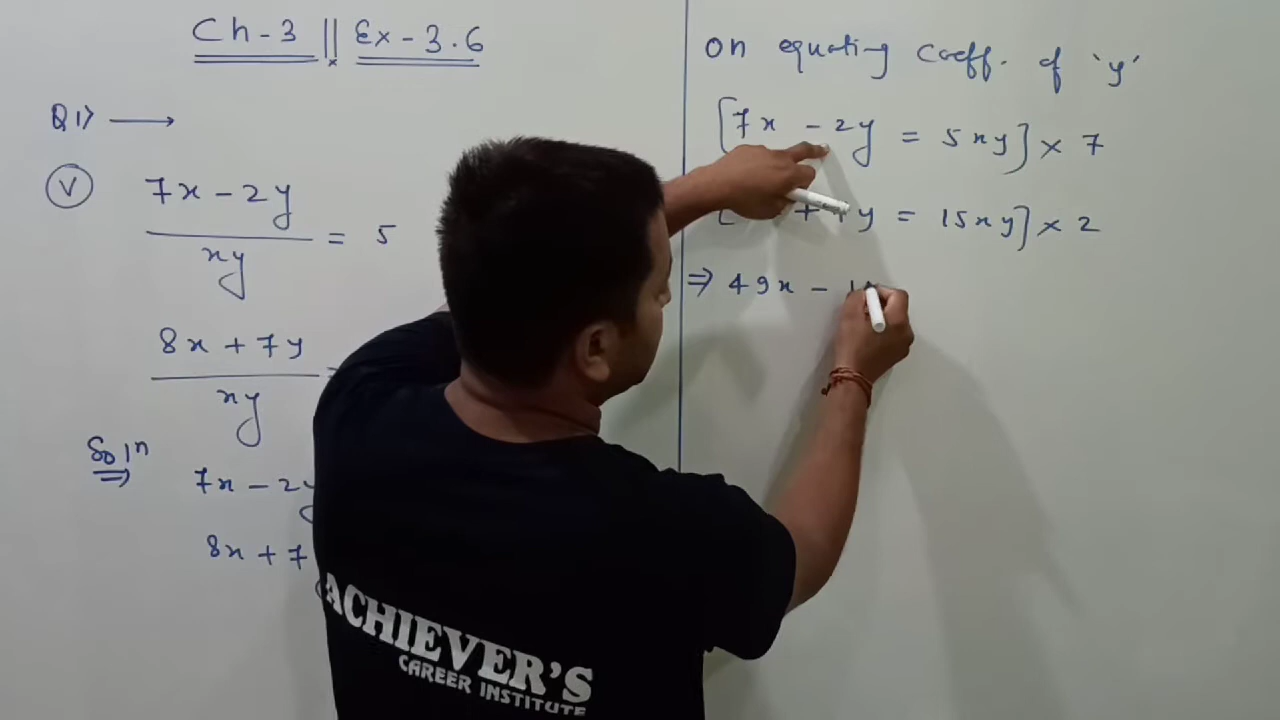 Ch-3 || Ex-3.6
Q1) →
(V) 7x - 2y
xy
= 5
8x + 7y
xy
Solⁿ
⇒
7x - 2y
8x + 7
On equating coeff. of 'y'
[7x - 2y = 5xy] × 7
[ + 7y = 15xy] × 2
⇒ 49x - 1
ACHIEVER'S
CAREER INSTITUTE